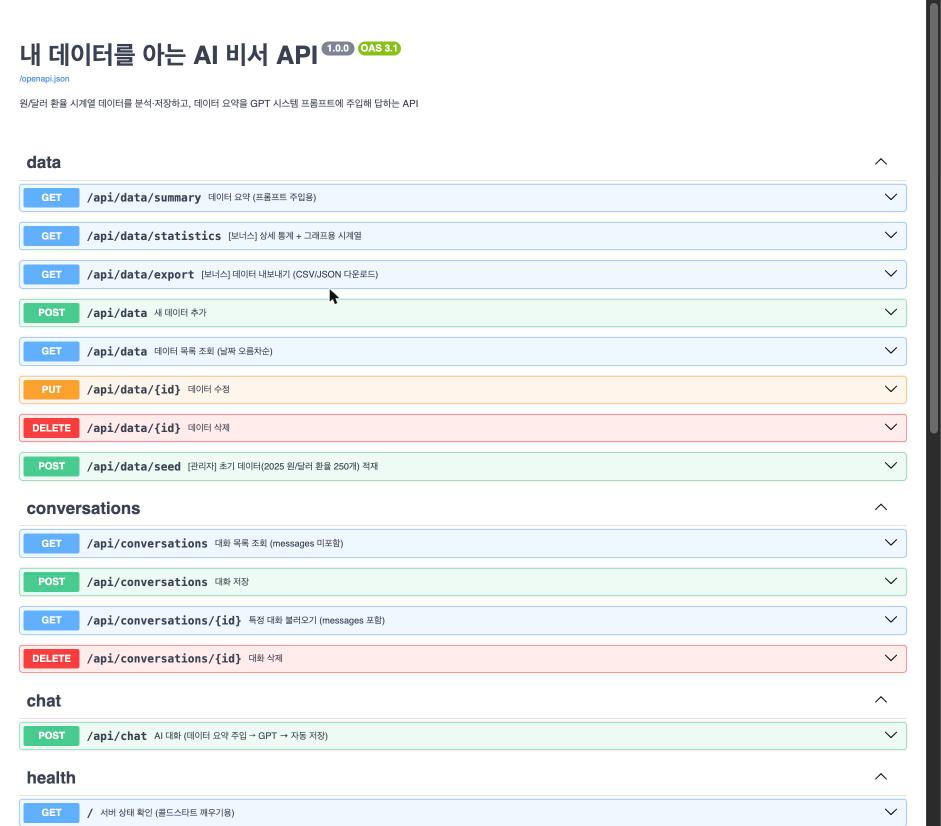 내 데이터를 아는 AI 비서 API 1.0.0 OAS 3.1
/openapi.json
원/달러 환율 시계열 데이터를 분석·저장하고, 데이터 요약을 GPT 시스템 프롬프트에 주입해 답하는 API
data
GET /api/data/summary 데이터 요약 (프롬프트 주입용)
GET /api/data/statistics [보너스] 상세 통계 + 그래프용 시계열
GET /api/data/export [보너스] 데이터 내보내기 (CSV/JSON 다운로드)
POST /api/data 새 데이터 추가
GET /api/data 데이터 목록 조회 (날짜 오름차순)
PUT /api/data/{id} 데이터 수정
DELETE /api/data/{id} 데이터 삭제
POST /api/data/seed [관리자] 초기 데이터(2025 원/달러 환율 250개) 적재
conversations
GET /api/conversations 대화 목록 조회 (messages 미포함)
POST /api/conversations 대화 저장
GET /api/conversations/{id} 특정 대화 불러오기 (messages 포함)
DELETE /api/conversations/{id} 대화 삭제
chat
POST /api/chat AI 대화 (데이터 요약 주입 → GPT → 자동 저장)
health
GET / 서버 상태 확인 (콜드스타트 깨우기용)